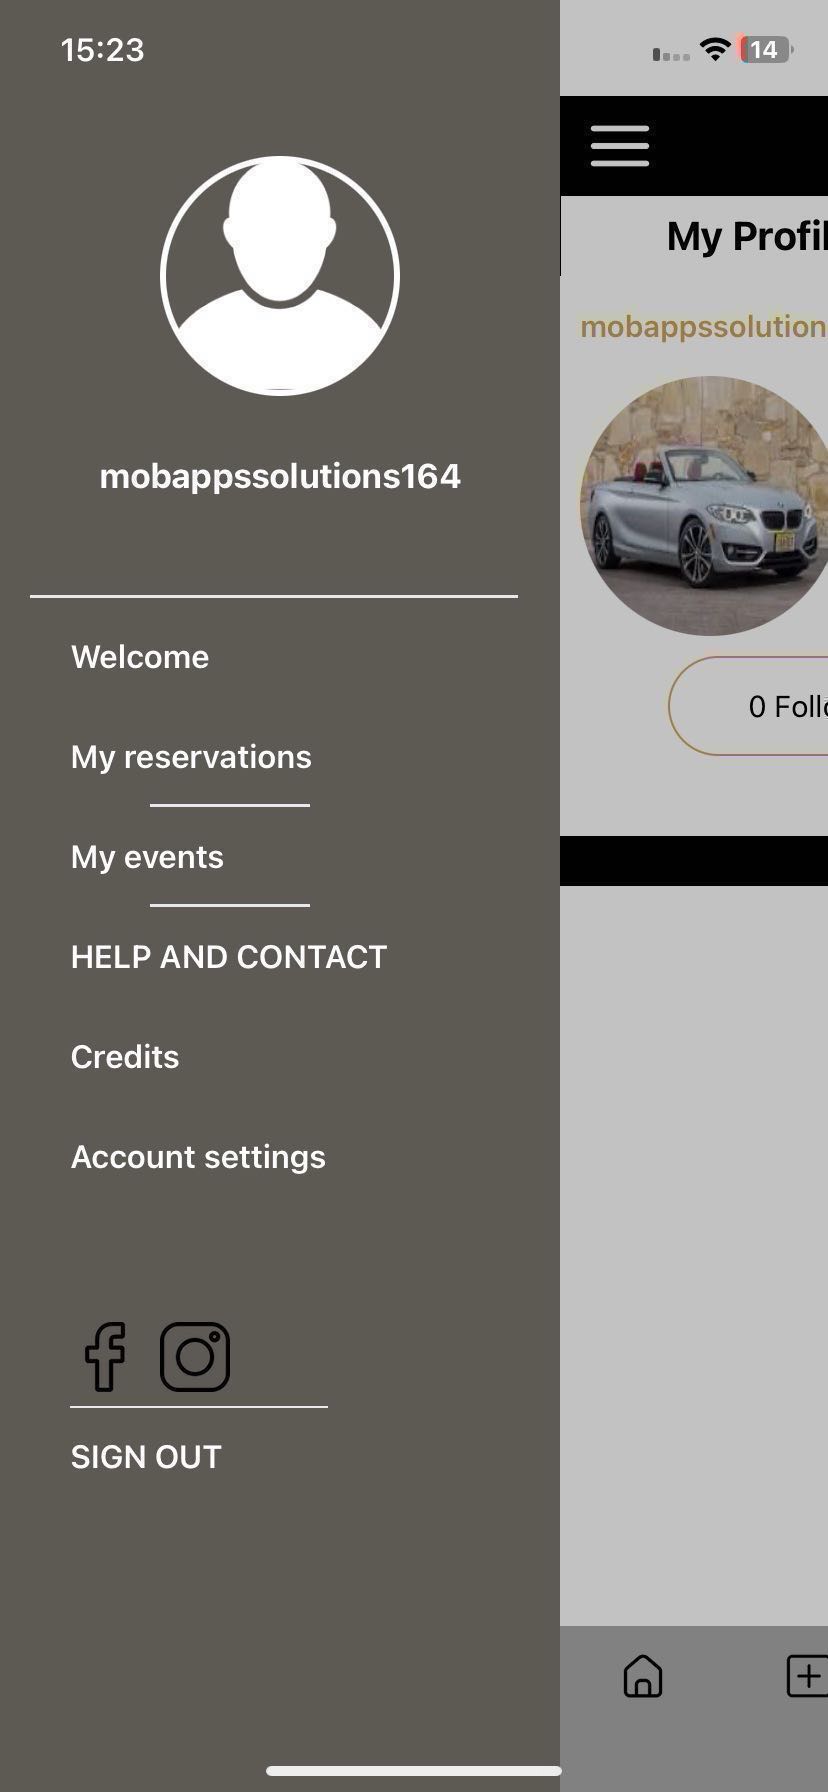 15:23
14
mobappssolutions164
Welcome
My reservations
My events
HELP AND CONTACT
Credits
Account settings
SIGN OUT
My Profil
mobappssolution
0 Follo